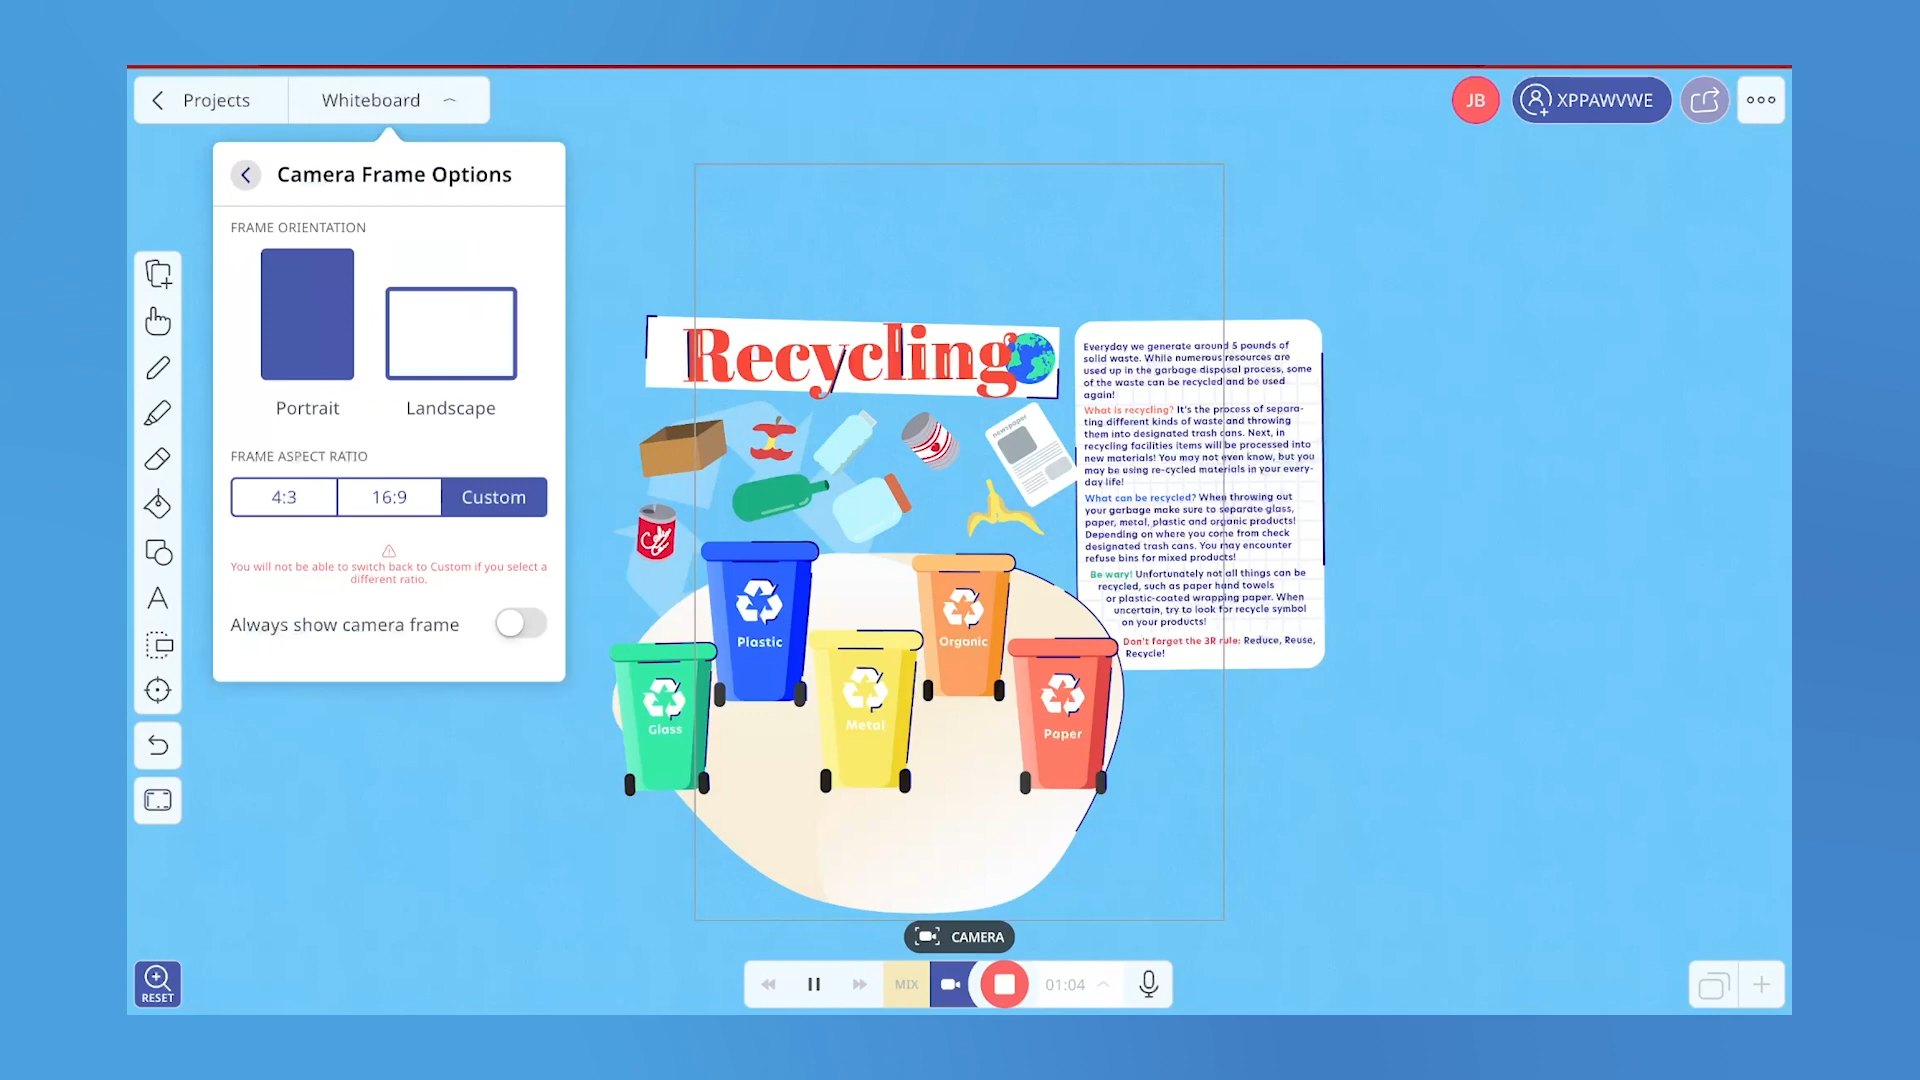 Projects
Whiteboard
JB
XPPAWVWE
Camera Frame Options
FRAME ORIENTATION
Portrait
Landscape
FRAME ASPECT RATIO
4:3
16:9
Custom
You will not be able to switch back to Custom if you select a
different ratio.
Always show camera frame
A
Recycling
newspaper
Everyday we generate around 5 pounds of
solid waste. While numerous resources are
used up in the garbage disposal process, some
of the waste can be recycled and be used
again!
What is recycling? It's the process of separa-
ting different kinds of waste and throwing
them into designated trash cans. Next, in
recycling facilities items will be processed into
new materials! You may not even know, but you
may be using re-cycled materials in your every-
day life!
What can be recycled? When throwing out
your garbage make sure to separate glass,
paper, metal, plastic and organic products!
Depending on where you come from check
designated trash cans. You may encounter
refuse bins for mixed products!
Be wary! Unfortunately not all things can be
recycled, such as paper hand towels
or plastic-coated wrapping paper. When
uncertain, try to look for recycle symbol
on your products!
Don't forget the 3R rule: Reduce, Reuse,
Recycle!
Plastic
Organic
Glass
Metal
Paper
CAMERA
RESET
MIX
01:04